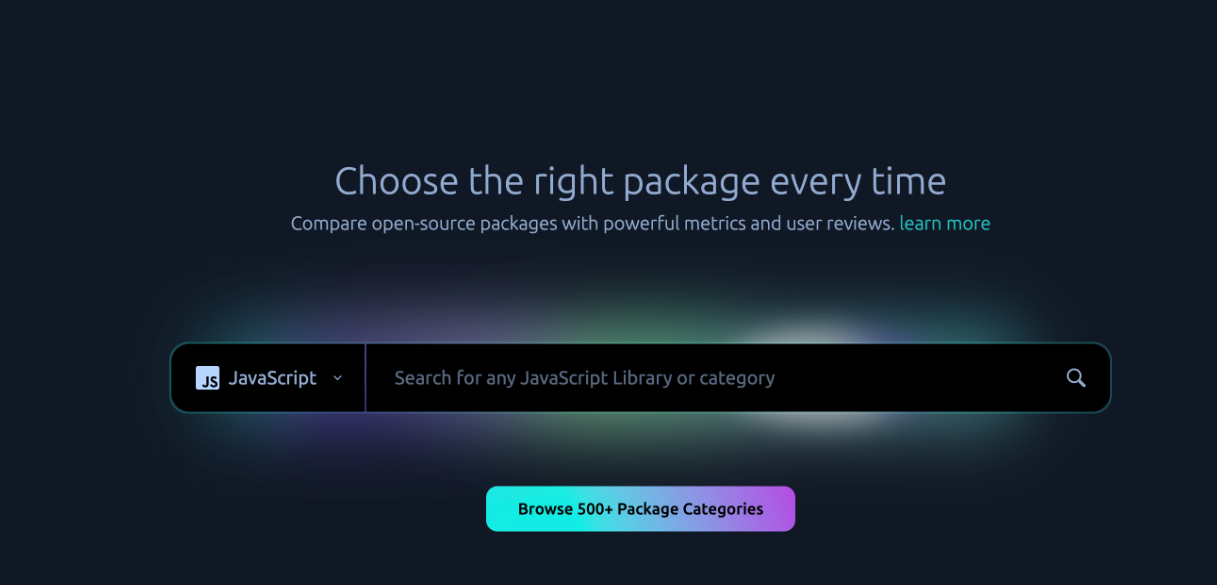 Choose the right package every time
Compare open-source packages with powerful metrics and user reviews. learn more
JS JavaScript Search for any JavaScript Library or category
Browse 500+ Package Categories